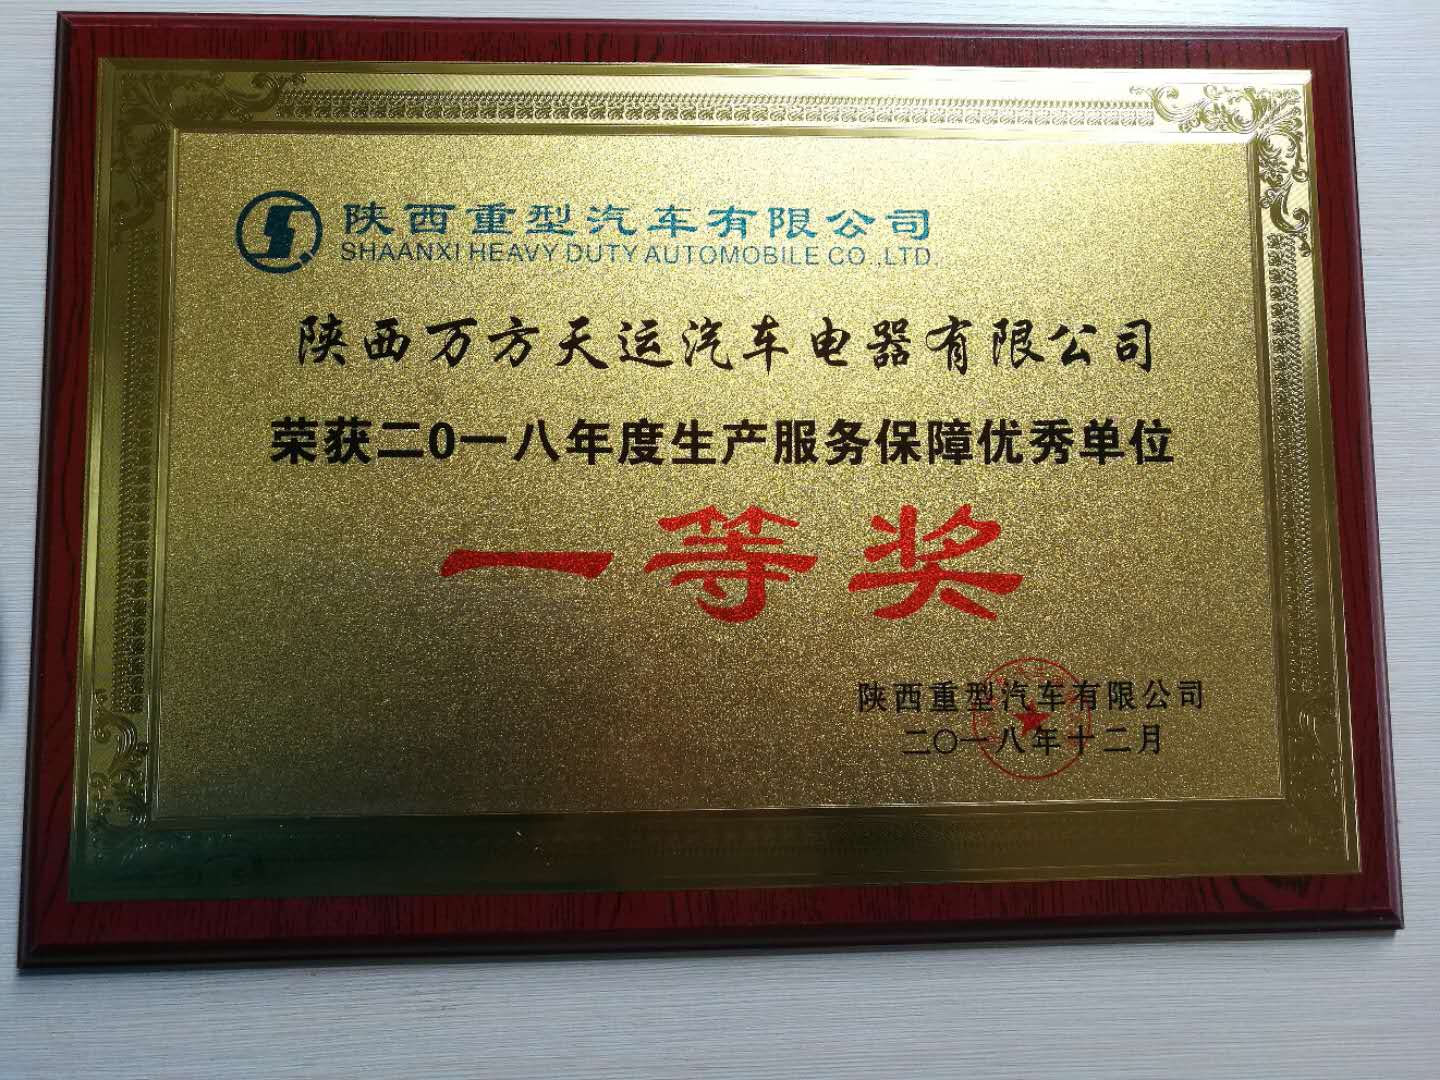 陕西重型汽车有限公司
SHAANXI HEAVY DUTY AUTOMOBILE CO.,LTD.
陕西万方天运汽车电器有限公司
荣获二0一八年度生产服务保障优秀单位
一等奖
陕西重型汽车有限公司
二〇一八年十二月